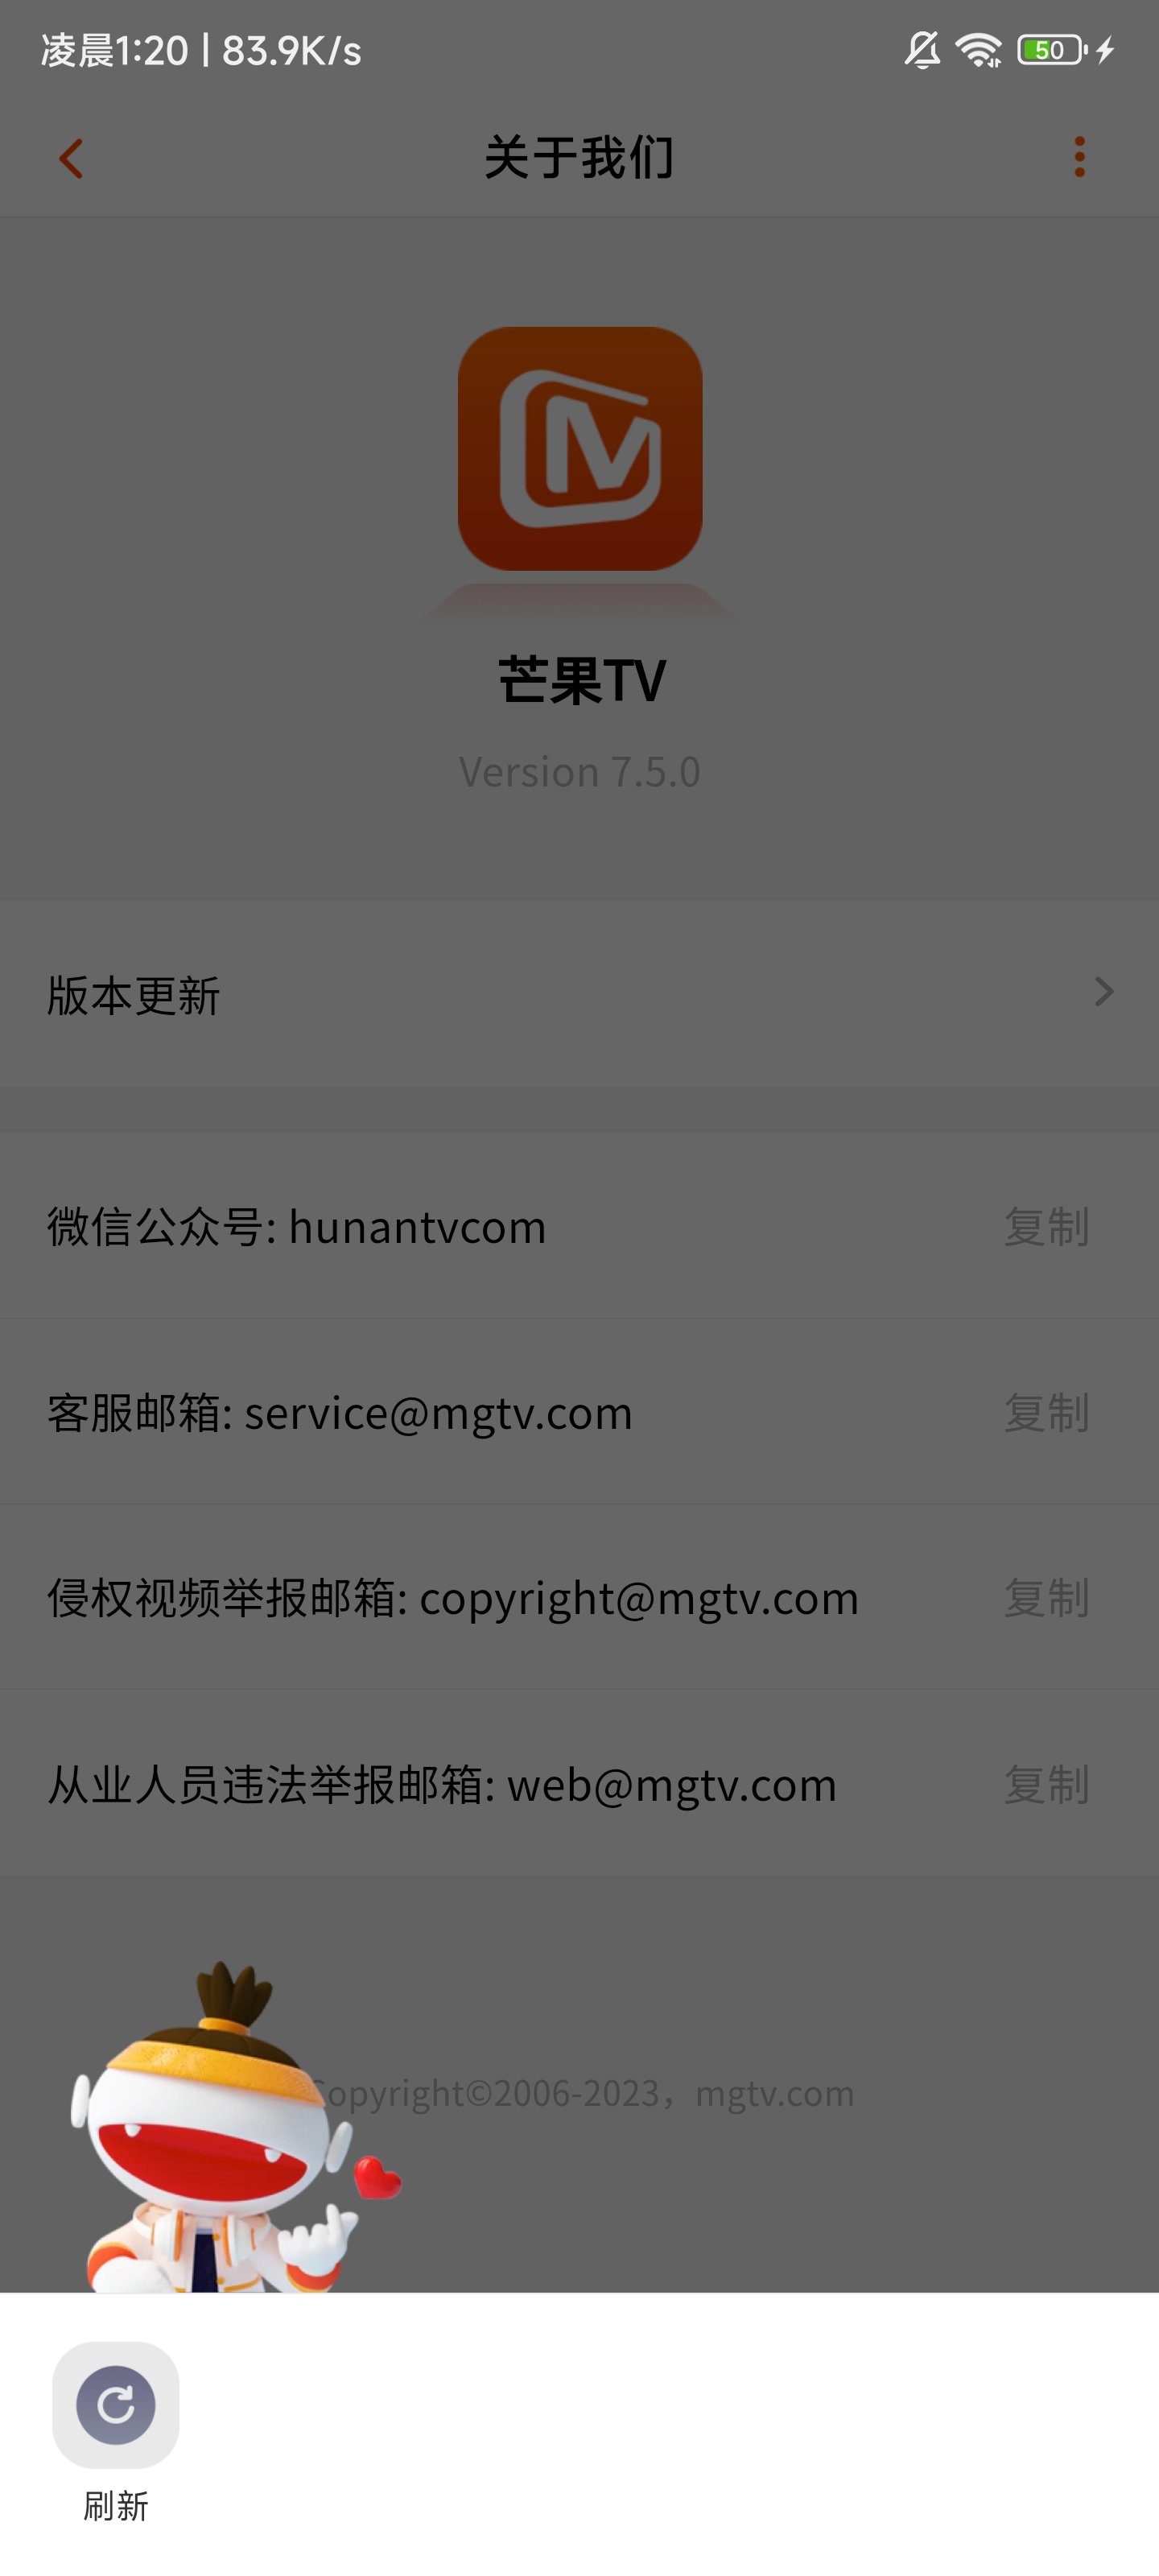 凌晨1:20 | 83.9K/s
50
关于我们
芒果TV
Version 7.5.0
版本更新
微信公众号: hunantvcom 复制
客服邮箱: service@mgtv.com 复制
侵权视频举报邮箱: copyright@mgtv.com 复制
从业人员违法举报邮箱: web@mgtv.com 复制
Copyright©2006-2023，mgtv.com
刷新